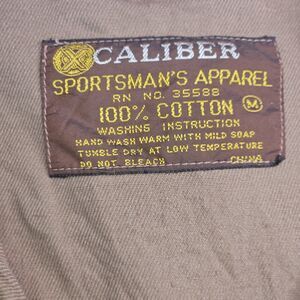 CALIBER
SPORTSMAN'S APPAREL
RN NO. 35588
100% COTTON M
WASHING INSTRUCTION
HAND WASH WARM WITH MILD SOAP
TUMBLE DRY AT LOW TEMPERATURE
DO NOT BLEACH CHINA